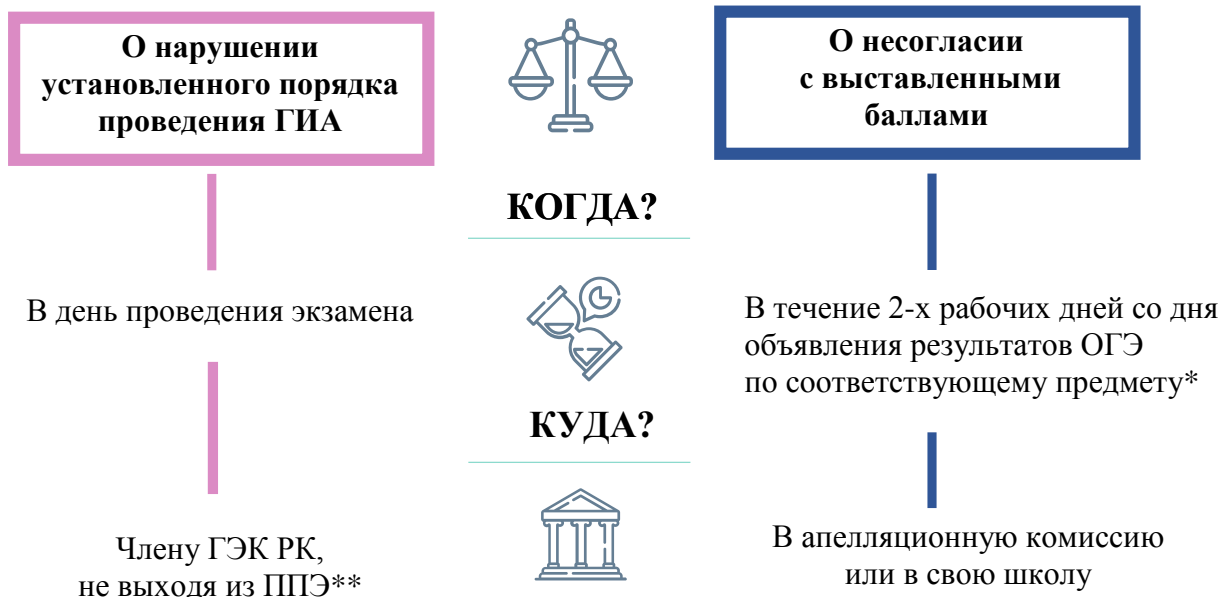 О нарушении
установленного порядка
проведения ГИА
О несогласии
с выставленными
баллами
КОГДА?
В день проведения экзамена
В течение 2-х рабочих дней со дня
объявления результатов ОГЭ
по соответствующему предмету*
КУДА?
Члену ГЭК РК,
не выходя из ППЭ**
В апелляционную комиссию
или в свою школу